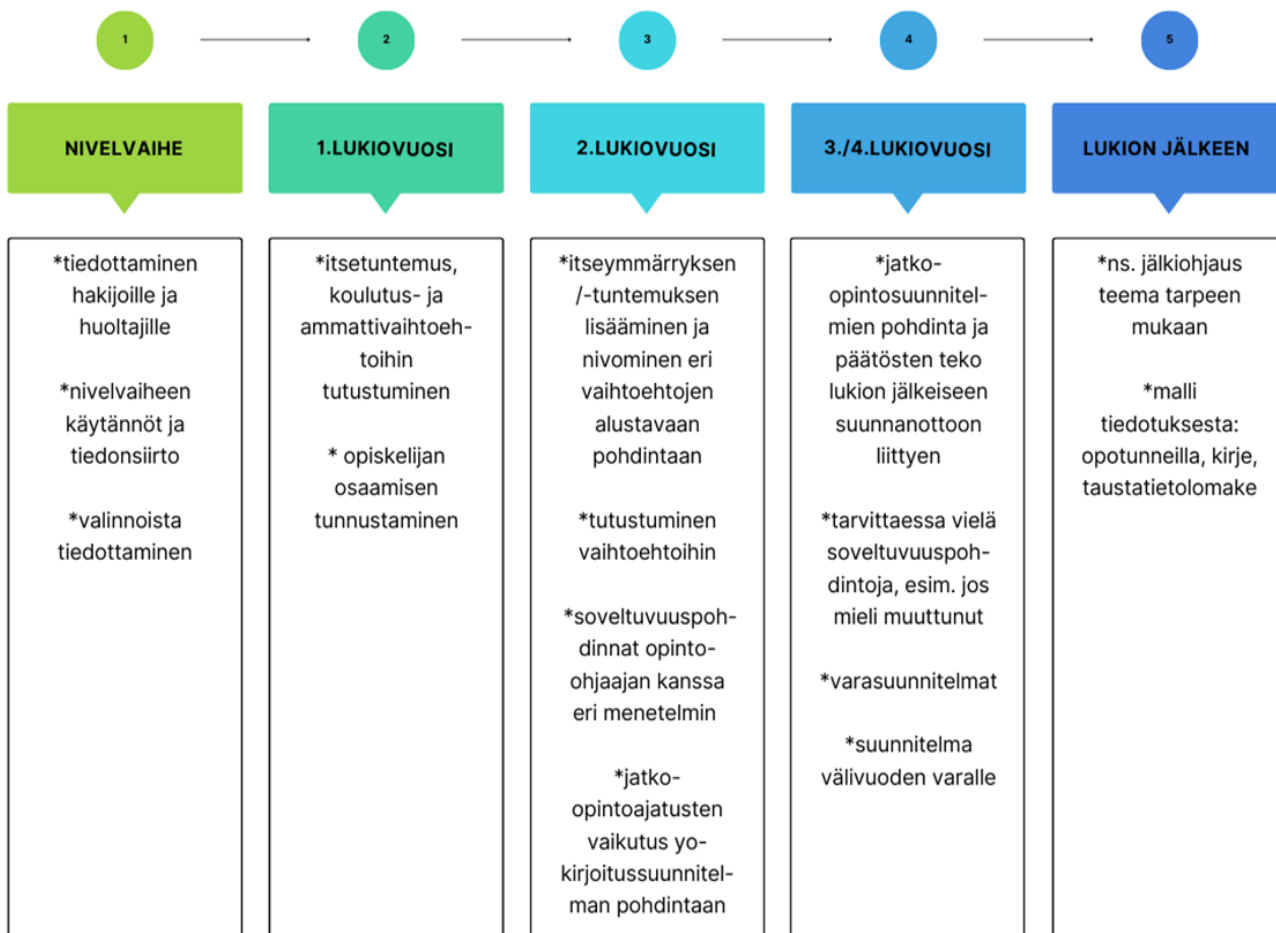 1
2
3
4
5
NIVELVAIHE
1.LUKIOVUOSI
2.LUKIOVUOSI
3./4.LUKIOVUOSI
LUKION JÄLKEEN
*tiedottaminen
hakijoille ja
huoltajille
*nivelvaiheen
käytännöt ja
tiedonsiirto
*valinnoista
tiedottaminen
*itsetuntemus,
koulutus- ja
ammattivaihtoeh-
toihin
tutustuminen
* opiskelijan
osaamisen
tunnustaminen
*itseymmärryksen
/-tuntemuksen
lisääminen ja
nivominen eri
vaihtoehtojen
alustavaan
pohdintaan
*tutustuminen
vaihtoehtoihin
*soveltuvuuspoh-
dinnat opinto-
ohjaajan kanssa
eri menetelmin
*jatko-
opintoajatusten
vaikutus yo-
kirjoitussuunnitel-
man pohdintaan
*jatko-
opintosuunnitel-
mien pohdinta ja
päätösten teko
lukion jälkeiseen
suunnanottoon
liittyen
*tarvittaessa vielä
soveltuvuuspoh-
dintoja, esim. jos
mieli muuttunut
*varasuunnitelmat
*suunnitelma
välivuoden varalle
*ns. jälkiohjaus
teema tarpeen
mukaan
*malli
tiedotuksesta:
opotunneilla, kirje,
taustatietolomake